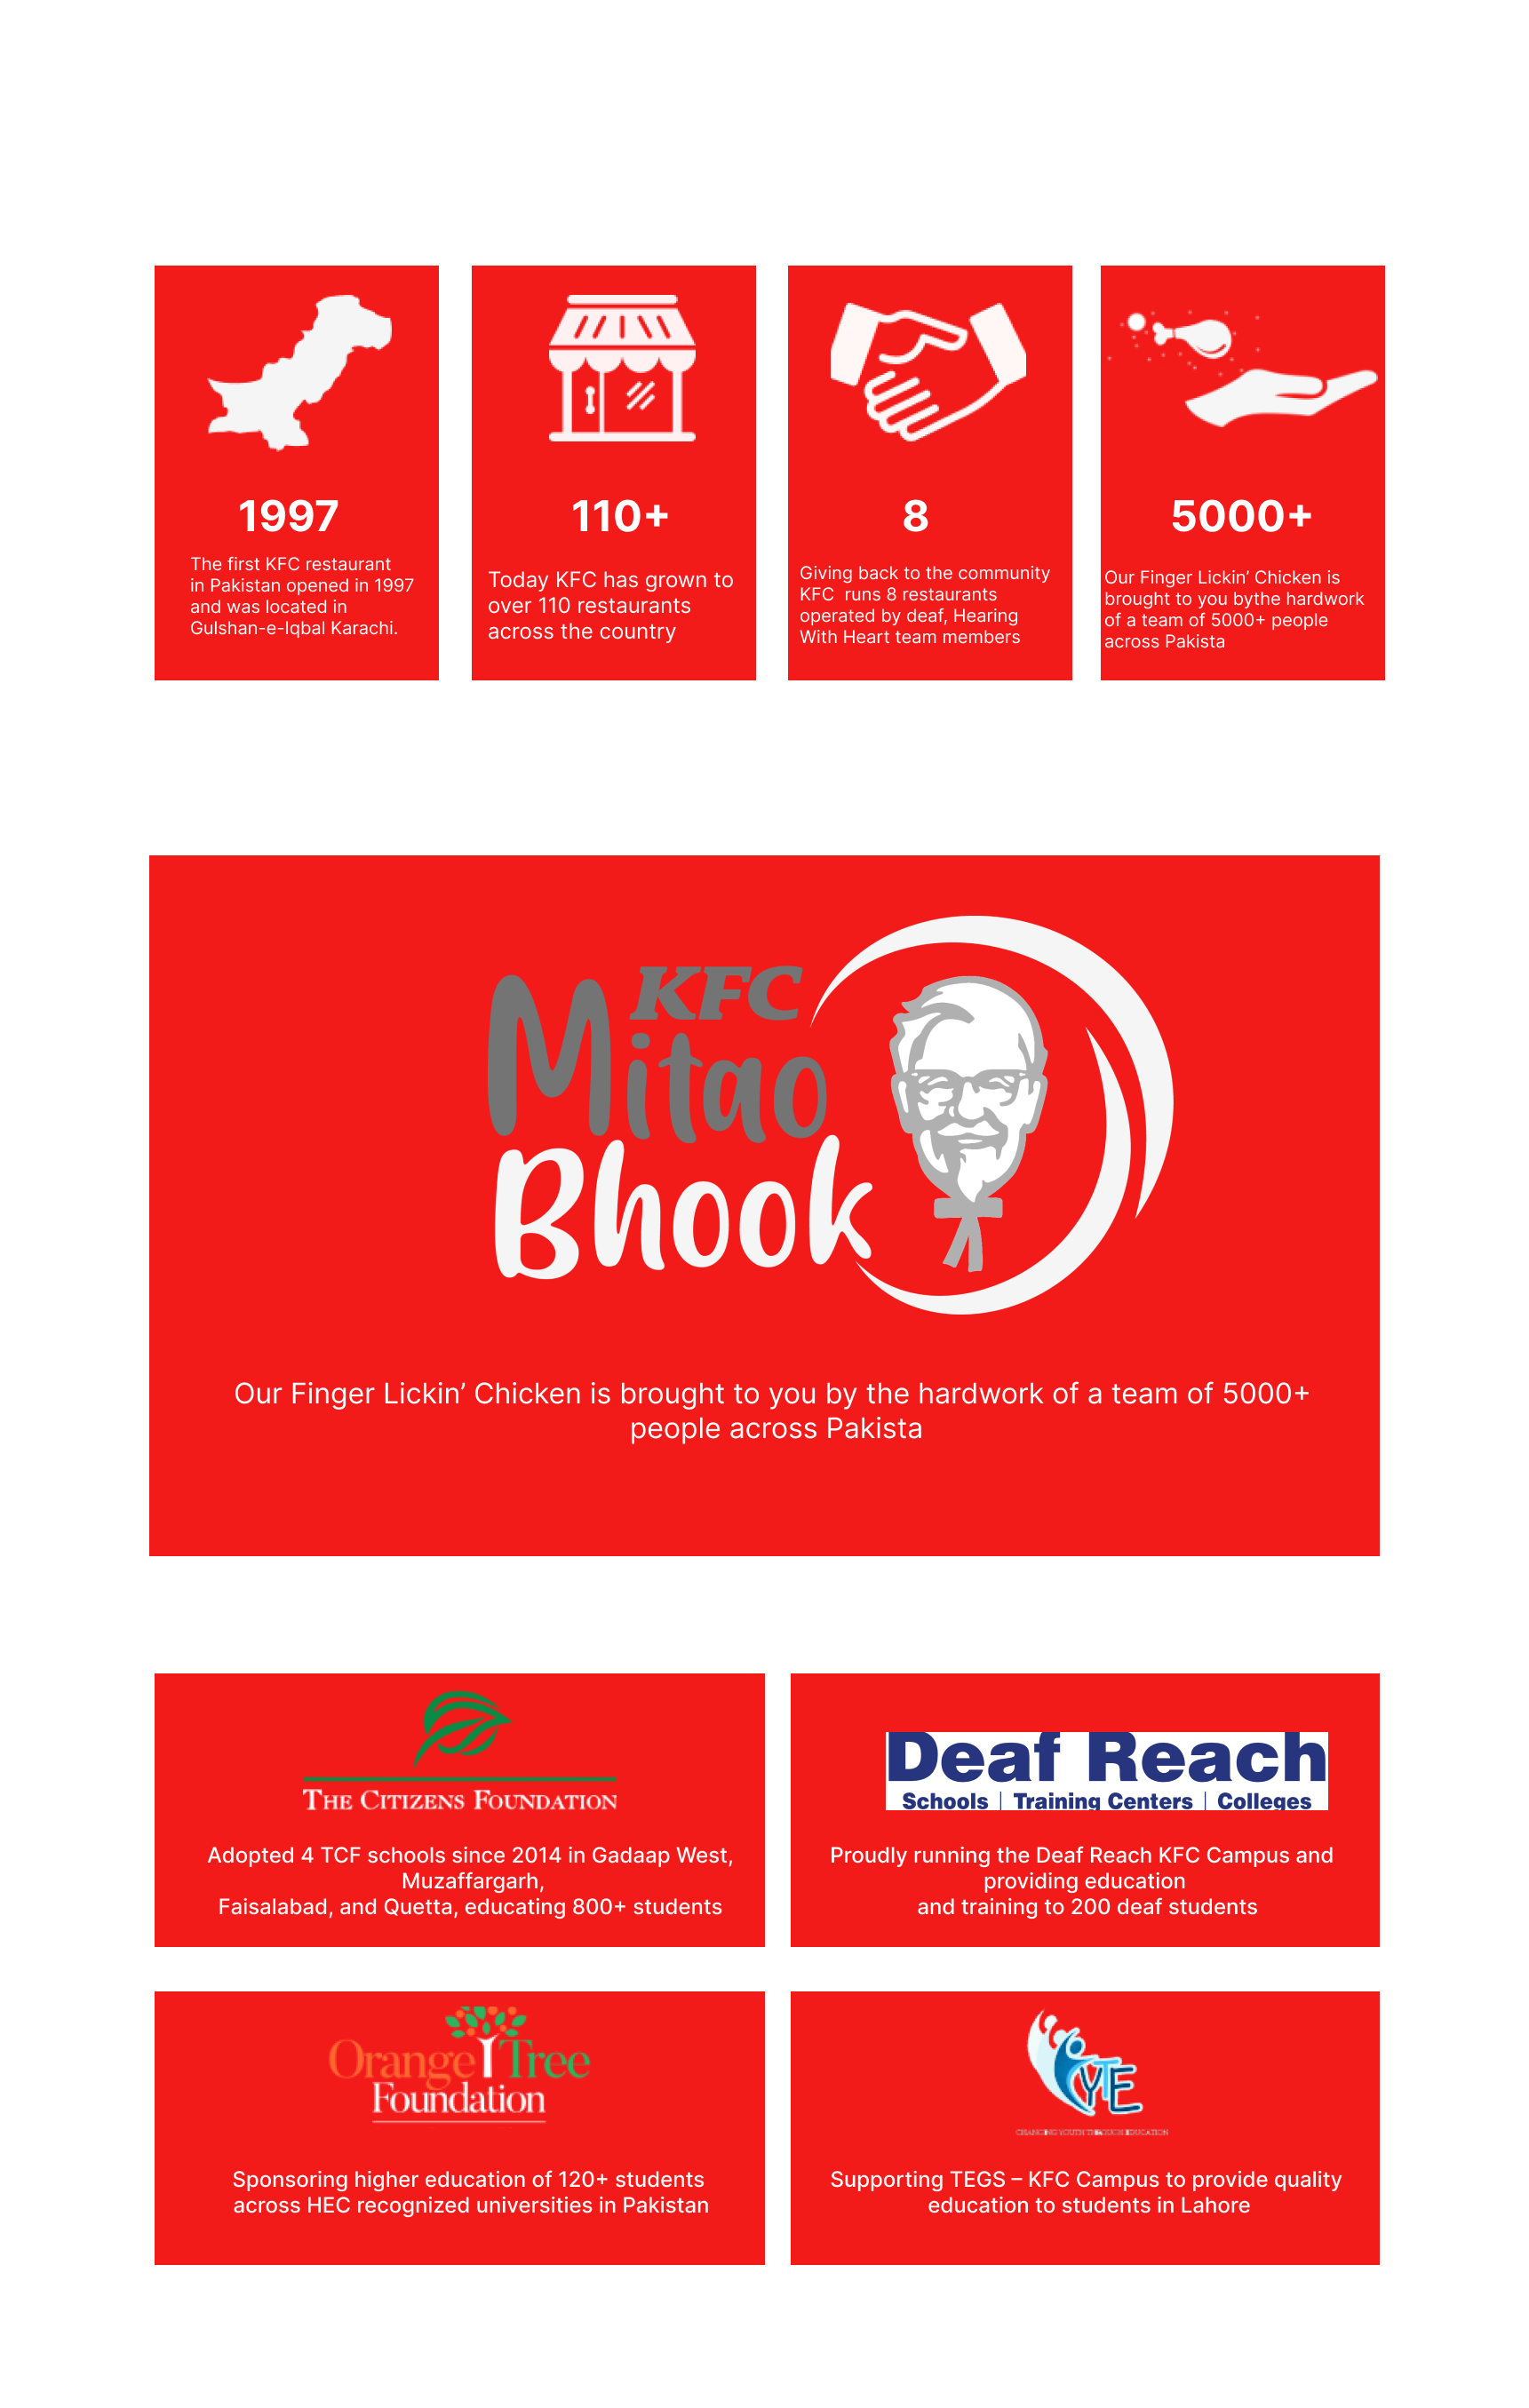 1997
The first KFC restaurant
in Pakistan opened in 1997
and was located in
Gulshan-e-Iqbal Karachi.
110+
Today KFC has grown to
over 110 restaurants
across the country
8
Giving back to the community
KFC  runs 8 restaurants
operated by deaf, Hearing
With Heart team members
5000+
Our Finger Lickin’ Chicken is
brought to you bythe hardwork
of a team of 5000+ people
across Pakista
KFC
Mitao
Bhook
Our Finger Lickin’ Chicken is brought to you by the hardwork of a team of 5000+
people across Pakista
THE CITIZENS FOUNDATION
Adopted 4 TCF schools since 2014 in Gadaap West,
Muzaffargarh,
Faisalabad, and Quetta, educating 800+ students
Deaf Reach
Schools | Training Centers | Colleges
Proudly running the Deaf Reach KFC Campus and
providing education
and training to 200 deaf students
Orange Tree
Foundation
Sponsoring higher education of 120+ students
across HEC recognized universities in Pakistan
CYTE
CHANGING YOUTH THROUGH EDUCATION
Supporting TEGS – KFC Campus to provide quality
education to students in Lahore